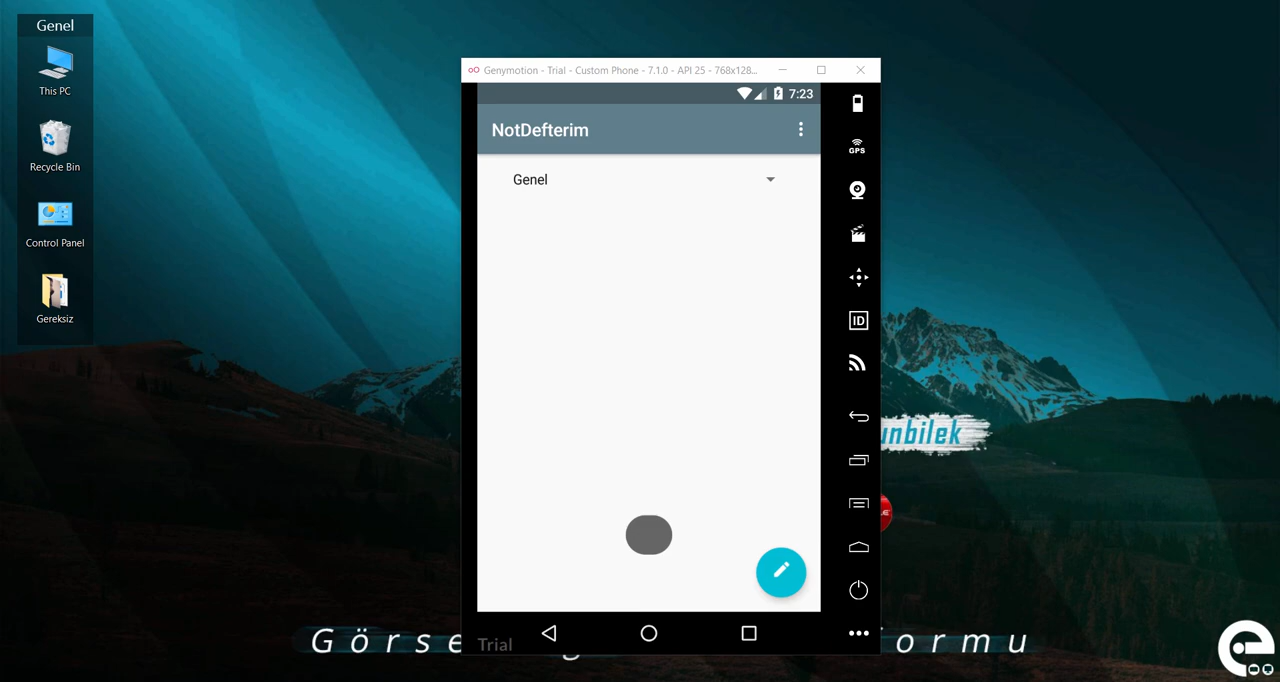 Genel
This PC
Recycle Bin
Control Panel
Gereksiz
Genymotion - Trial - Custom Phone - 7.1.0 - API 25 - 768x128...
7:23
NotDefterim
Genel
GPS
ID
Trial